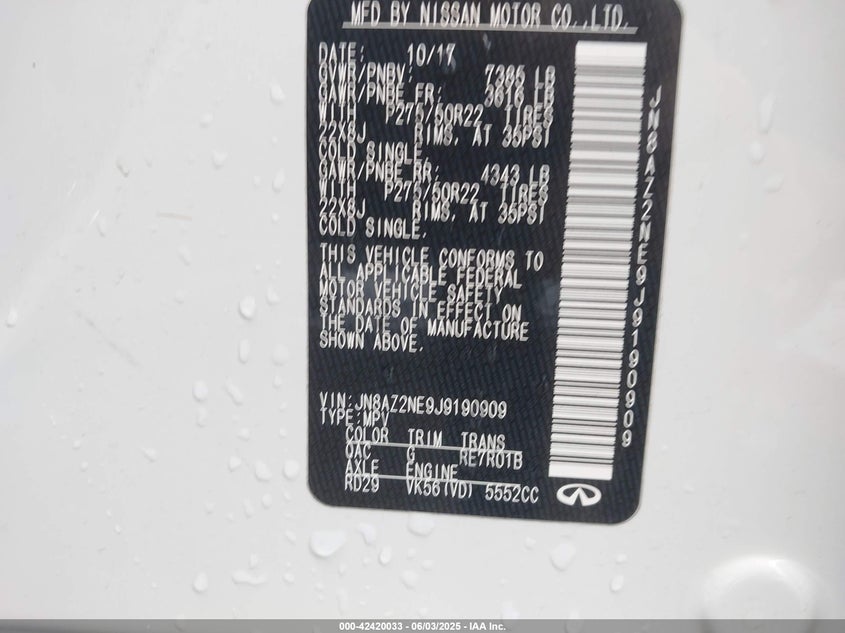 MFD BY NISSAN MOTOR CO.,LTD.
DATE: 10/17
GVWR/PNBV: 7385 LB
GAWR/PNBE FR: 3616 LB
WITH P275/50R22 TIRES
22X8J RIMS, AT 35PSI
COLD SINGLE,
GAWR/PNBE RR: 4343 LB
WITH P275/50R22 TIRES
22X8J RIMS, AT 35PSI
COLD SINGLE.
THIS VEHICLE CONFORMS TO
ALL APPLICABLE FEDERAL
MOTOR VEHICLE SAFETY
STANDARDS IN EFFECT ON
THE DATE OF MANUFACTURE
SHOWN ABOVE.
VIN:JN8AZ2NE9J9190909
TYPE:MPV
COLOR TRIM TRANS
QAC G RE7R01B
AXLE ENGINE
RD29 VK56(VD) 5552CC
JN8AZ2NE9J9190909
000-42420033 - 06/03/2025 - IAA Inc.